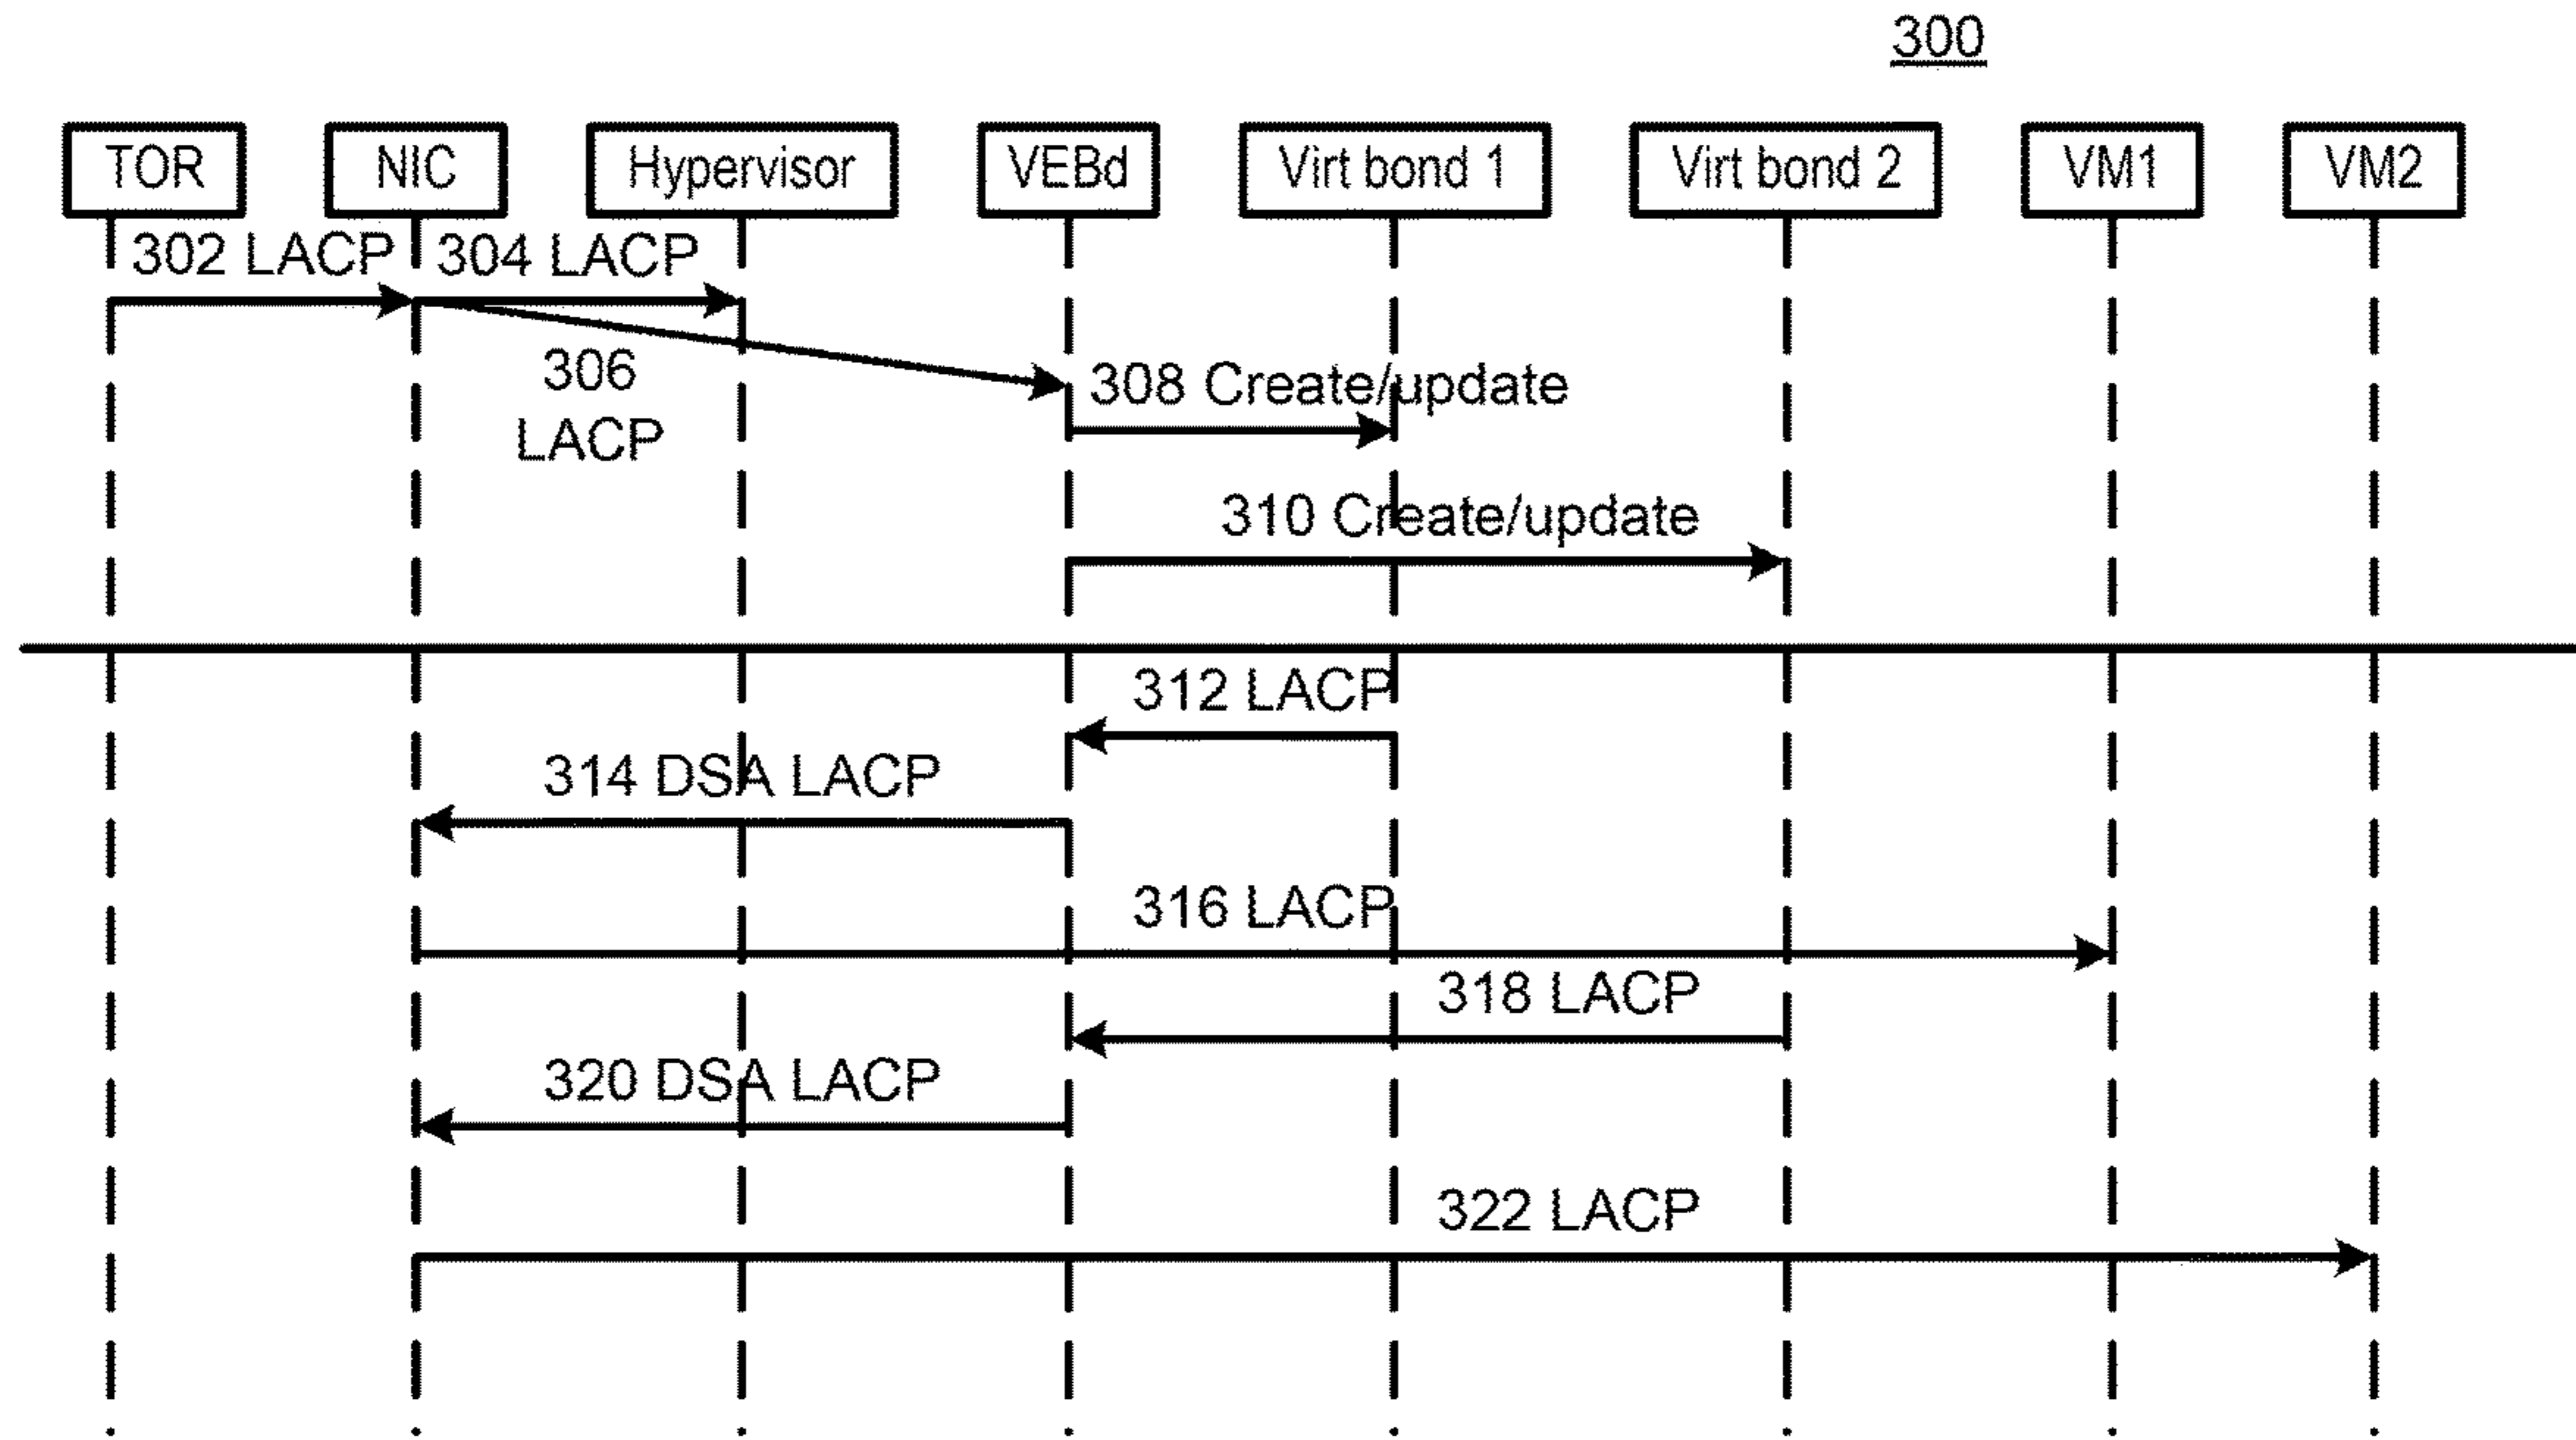 300
TOR NIC Hypervisor VEBd Virt bond 1 Virt bond 2 VM1 VM2
302 LACP 304 LACP
306
LACP
308 Create/update
310 Create/update
312 LACP
314 DSA LACP
316 LACP
318 LACP
320 DSA LACP
322 LACP